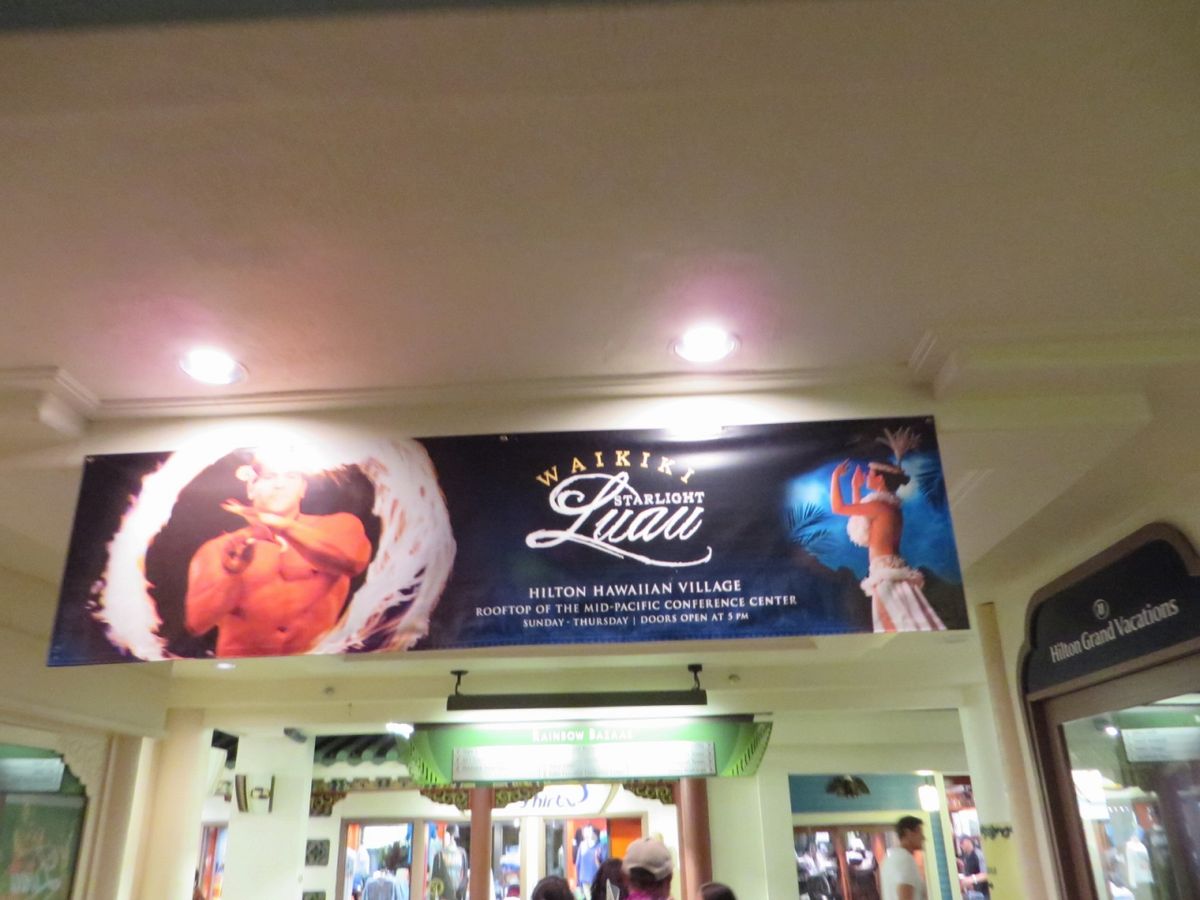 WAIKIKI
STARLIGHT
Luau
HILTON HAWAIIAN VILLAGE
ROOFTOP OF THE MID-PACIFIC CONFERENCE CENTER
SUNDAY - THURSDAY | DOORS OPEN AT 5 PM
Hilton Grand Vacations
RAINBOW BAZAAR